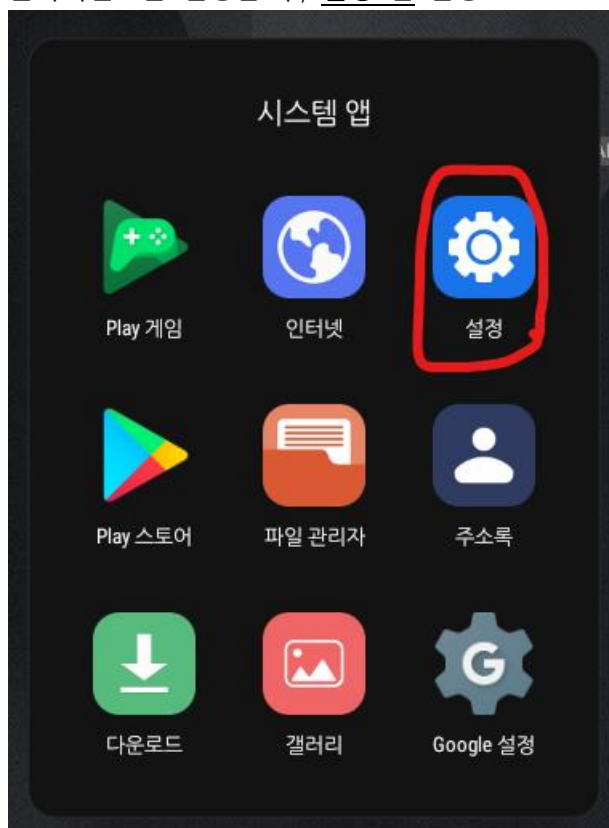 시스템 앱
Play 게임
인터넷
설정
Play 스토어
파일 관리자
주소록
다운로드
갤러리
Google 설정